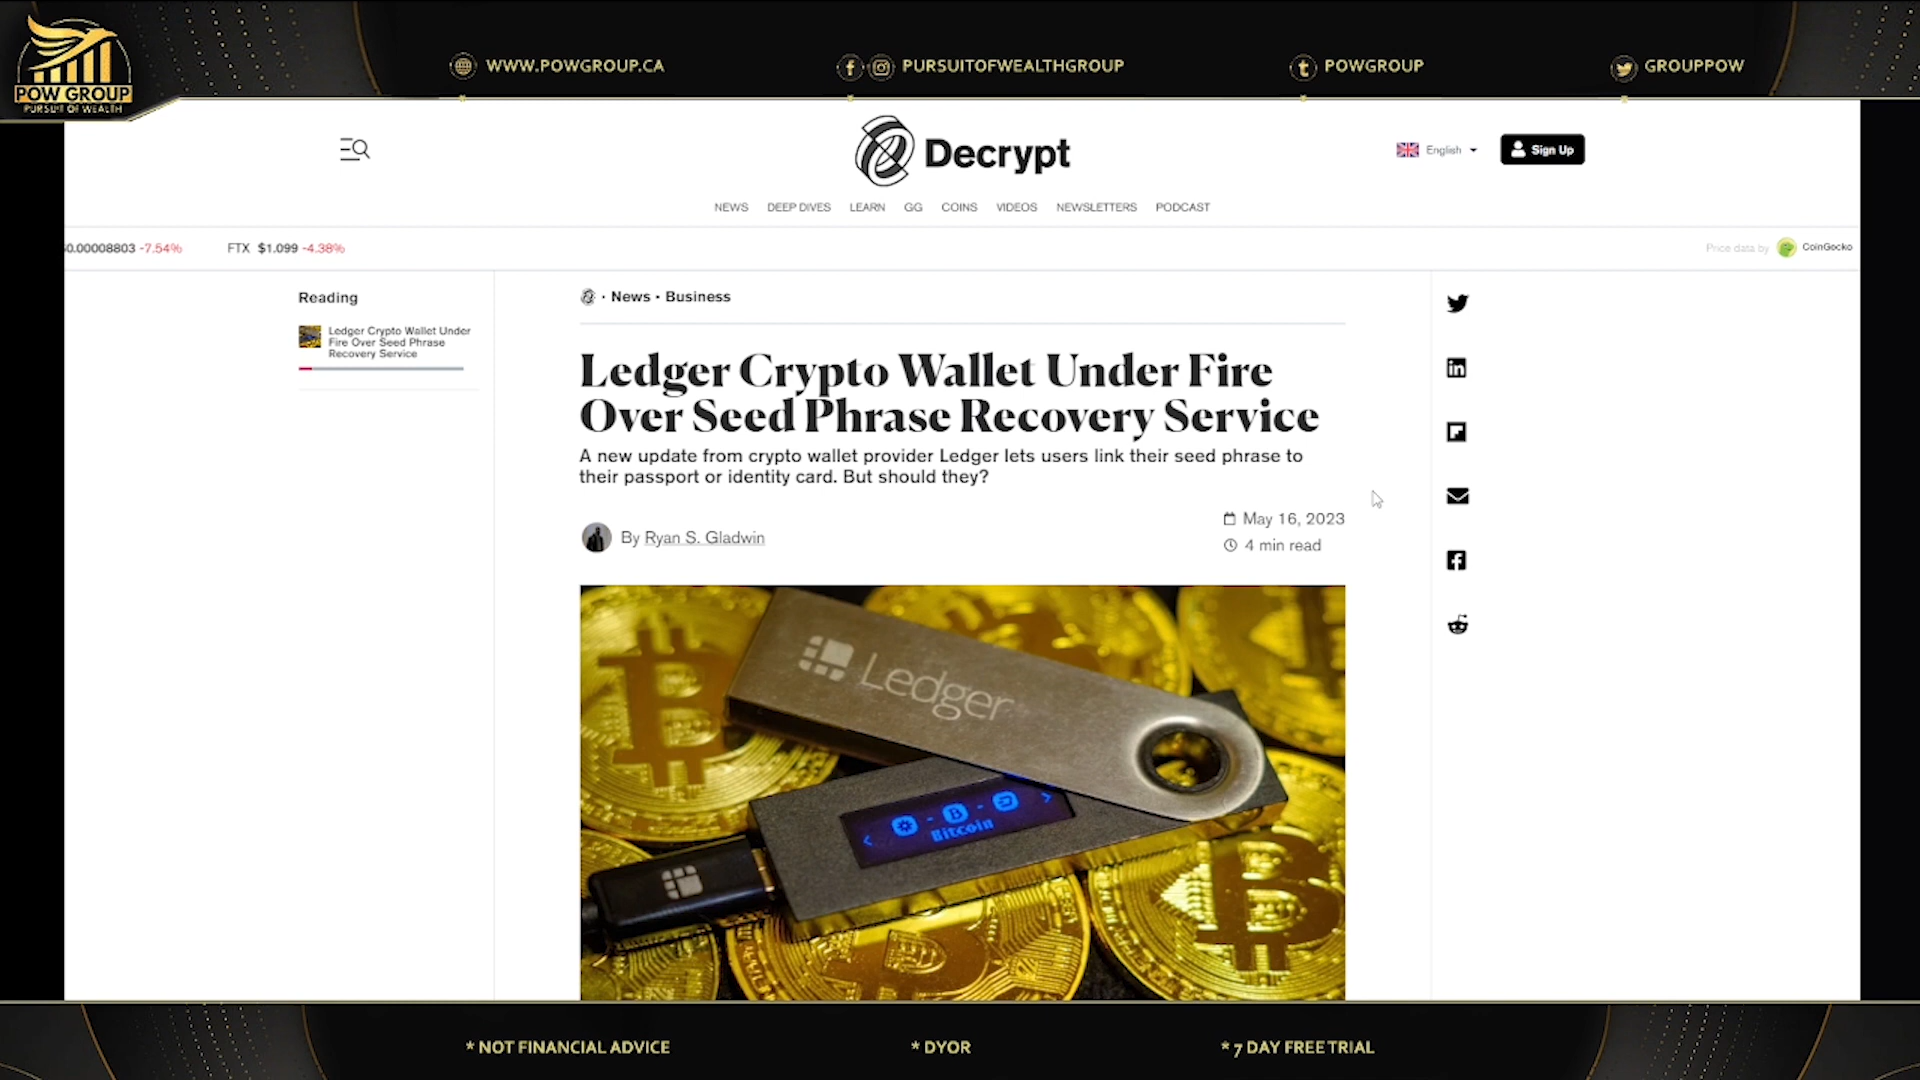 POW GROUP
PURSUIT OF WEALTH
WWW.POWGROUP.CA
PURSUITOFWEALTHGROUP
POWGROUP
GROUPPOW
Decrypt
English
Sign Up
NEWS DEEP DIVES LEARN GG COINS VIDEOS NEWSLETTERS PODCAST
0.00008803 -7.54% FTX $1.099 -4.38%
Price data by CoinGecko
Reading
Ledger Crypto Wallet Under
Fire Over Seed Phrase
Recovery Service
· News · Business
Ledger Crypto Wallet Under Fire
Over Seed Phrase Recovery Service
A new update from crypto wallet provider Ledger lets users link their seed phrase to
their passport or identity card. But should they?
By Ryan S. Gladwin
May 16, 2023
4 min read
Ledger
Bitcoin
* NOT FINANCIAL ADVICE
* DYOR
* 7 DAY FREE TRIAL